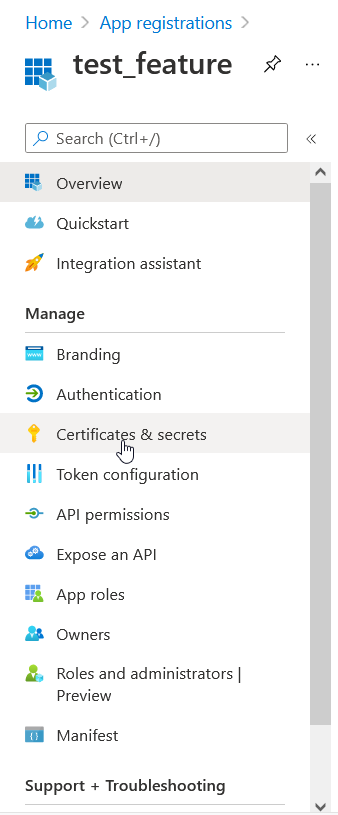 Home > App registrations >
test_feature
Search (Ctrl+/)
Overview
Quickstart
Integration assistant
Manage
Branding
Authentication
Certificates & secrets
Token configuration
API permissions
Expose an API
App roles
Owners
Roles and administrators |
Preview
Manifest
Support + Troubleshooting